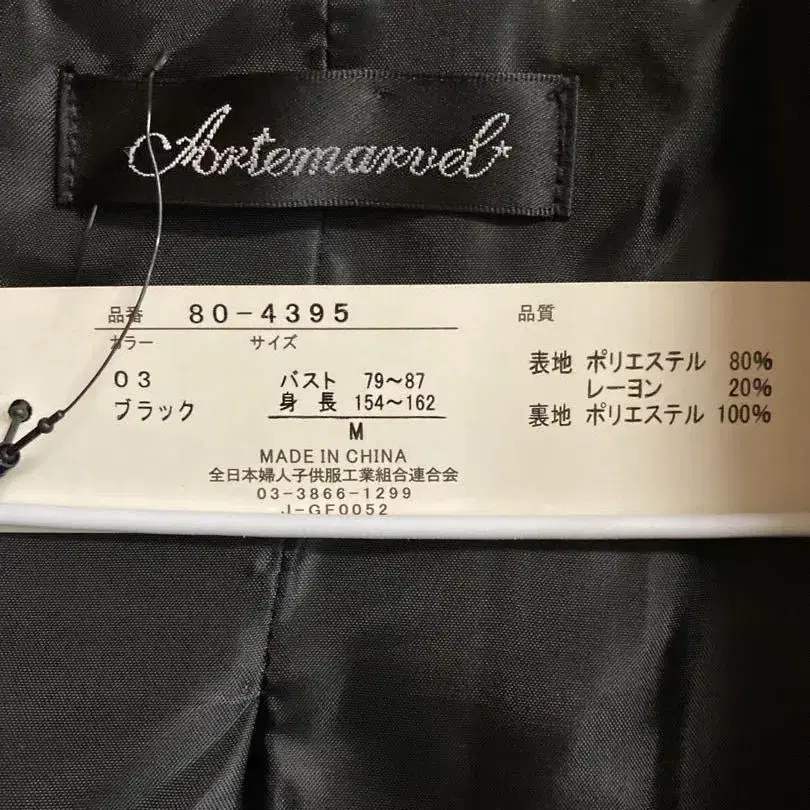 Artemarvel
品番 80-4395
カラー サイズ
03
ブラック
バスト 79～87
身長 154～162
M
MADE IN CHINA
全日本婦人子供服工業組合連合会
03-3866-1299
J-GF0052
品質
表地 ポリエステル 80%
レーヨン 20%
裏地 ポリエステル 100%